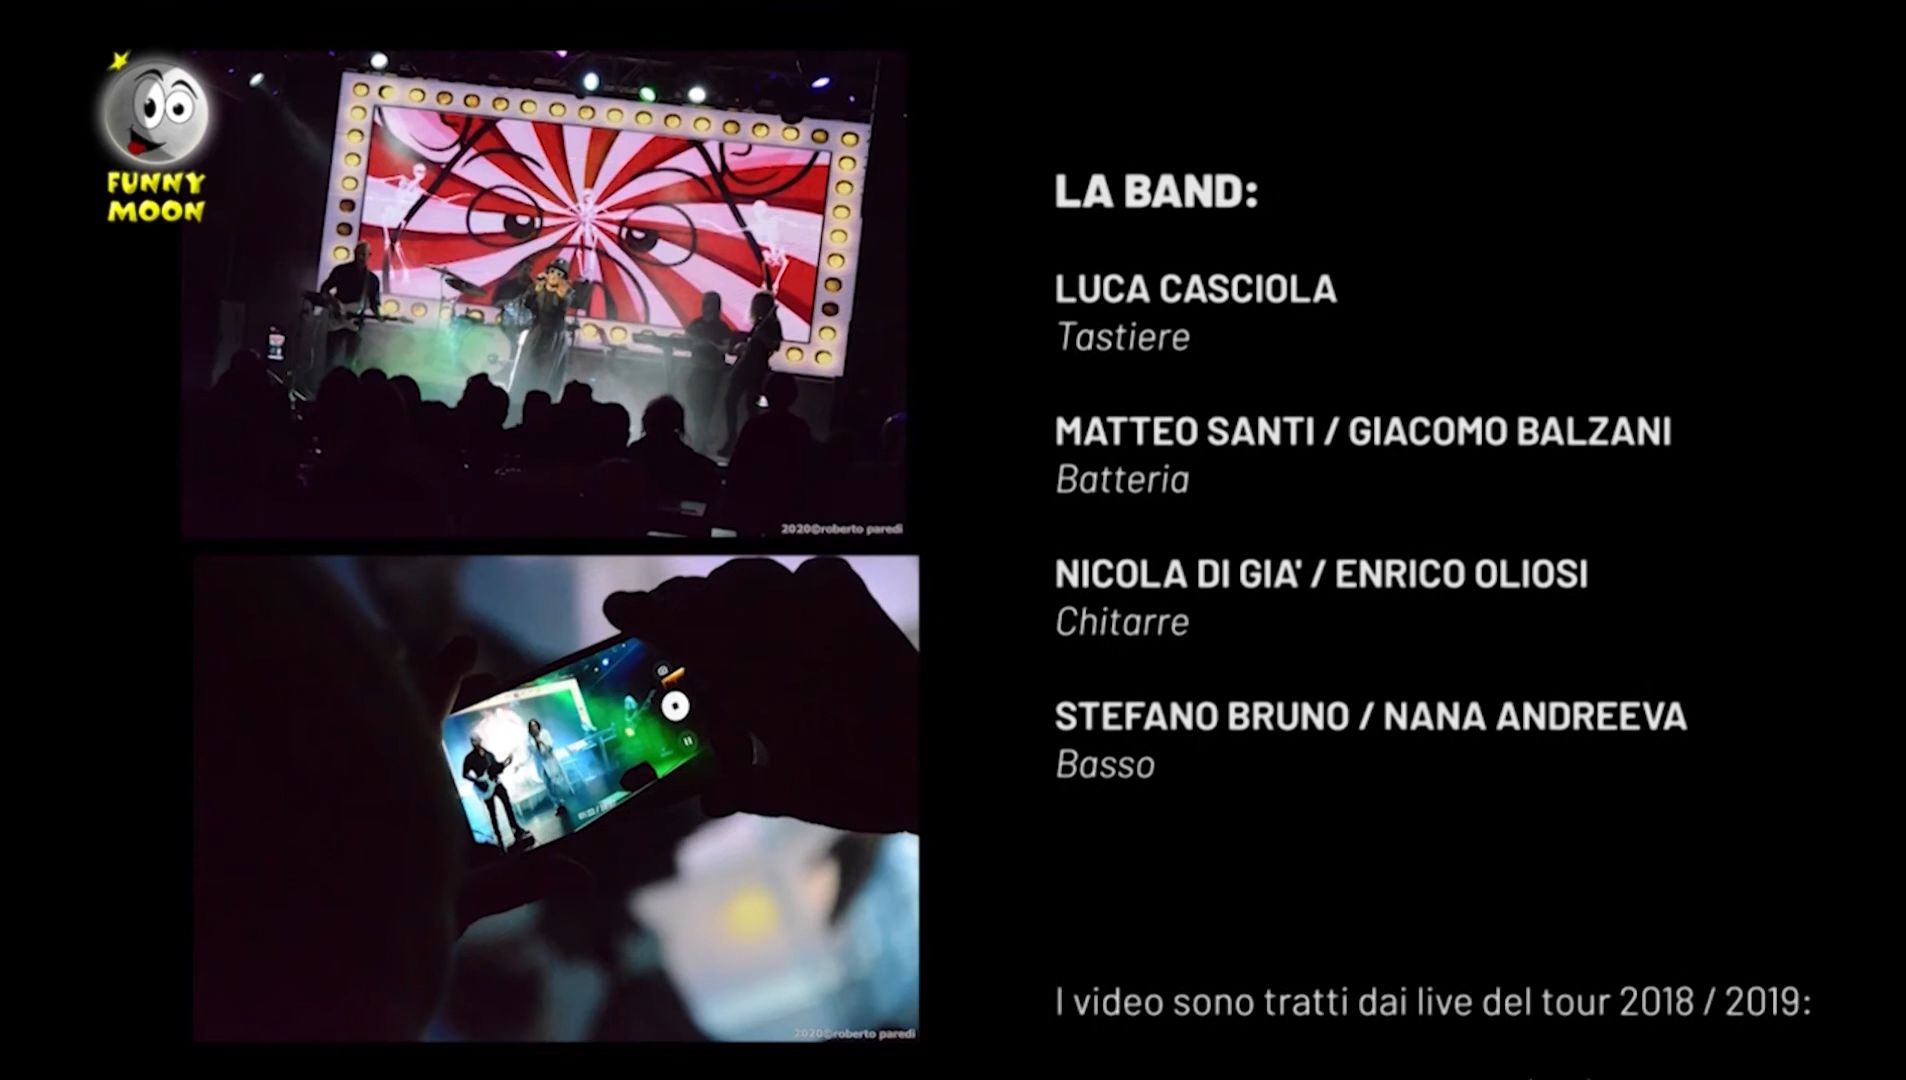 FUNNY
MOON
2020©roberto paredi
2020©roberto paredi
LA BAND:
LUCA CASCIOLA
Tastiere
MATTEO SANTI / GIACOMO BALZANI
Batteria
NICOLA DI GIA' / ENRICO OLIOSI
Chitarre
STEFANO BRUNO / NANA ANDREEVA
Basso
I video sono tratti dai live del tour 2018 / 2019: